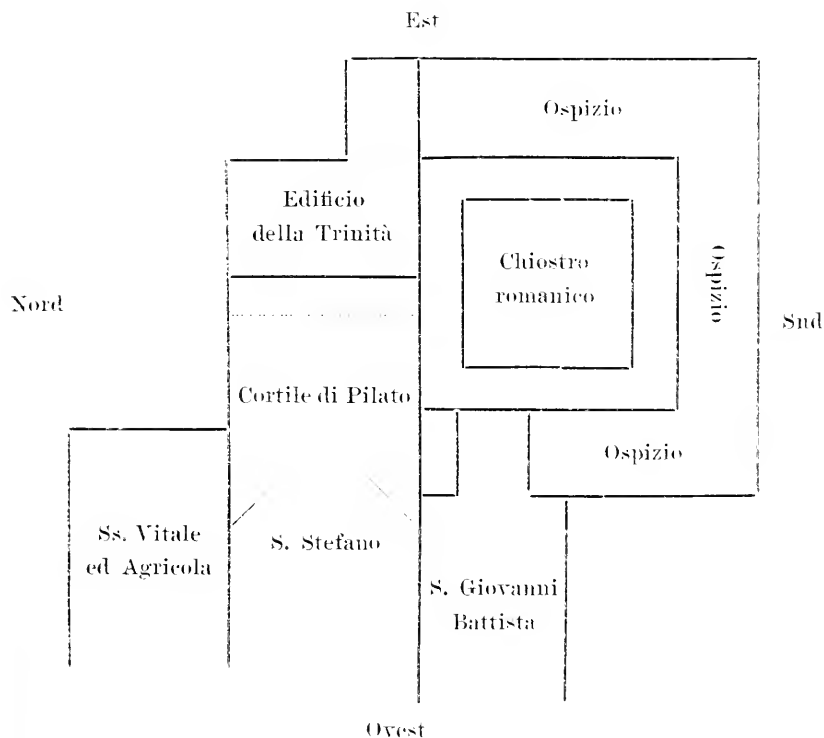 Est
Ospizio
Edificio
della Trinità
Chiostro
romanico
Ospizio
Nord
Sud
Cortile di Pilato
Ospizio
Ss. Vitale
ed Agricola
S. Stefano
S. Giovanni
Battista
Ovest